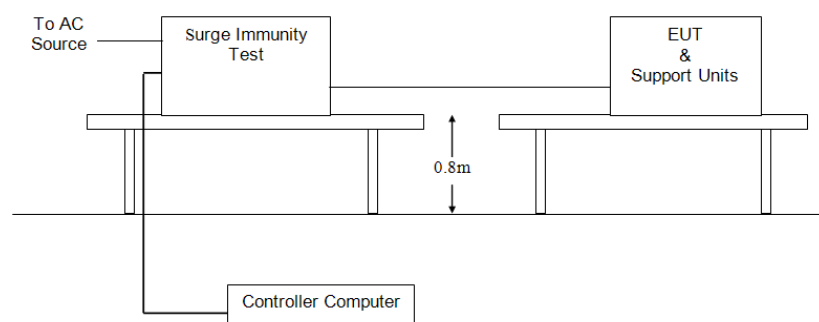 To AC
Source
Surge Immunity
Test
EUT
&
Support Units
0.8m
Controller Computer